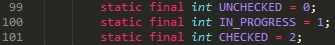 99 static final int UNCHECKED = 0;
100 static final int IN_PROGRESS = 1;
101 static final int CHECKED = 2;